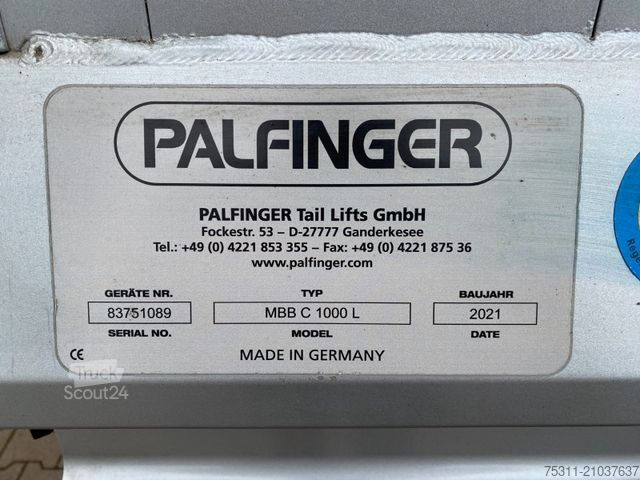 PALFINGER
PALFINGER Tail Lifts GmbH
Fockestr. 53 – D-27777 Ganderkesee
Tel.: +49 (0) 4221 853 355 – Fax: +49 (0) 4221 875 36
www.palfinger.com
GERÄTE NR. TYP BAUJAHR
83751089 MBB C 1000 L 2021
SERIAL NO. MODEL DATE
CE MADE IN GERMANY
Truck
Scout24
75311-21037637